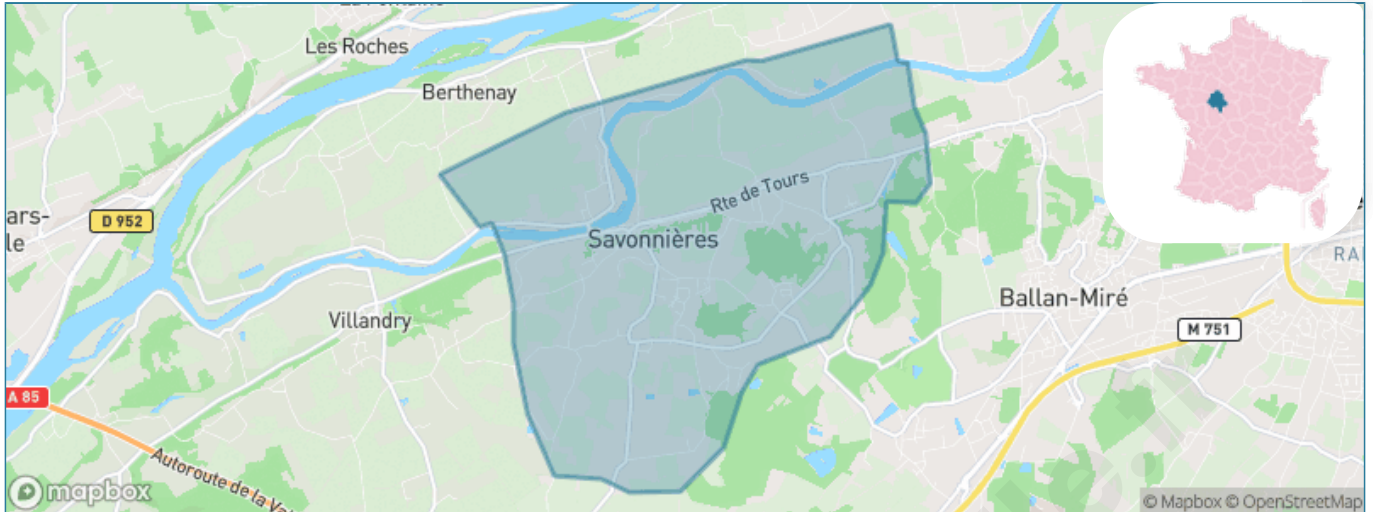 Les Roches
Berthenay
D 952
Rte de Tours
Savonnières
Ballan-Miré
Villandry
M 751
A 85
Autoroute de la
mapbox
© Mapbox © OpenStreetMap